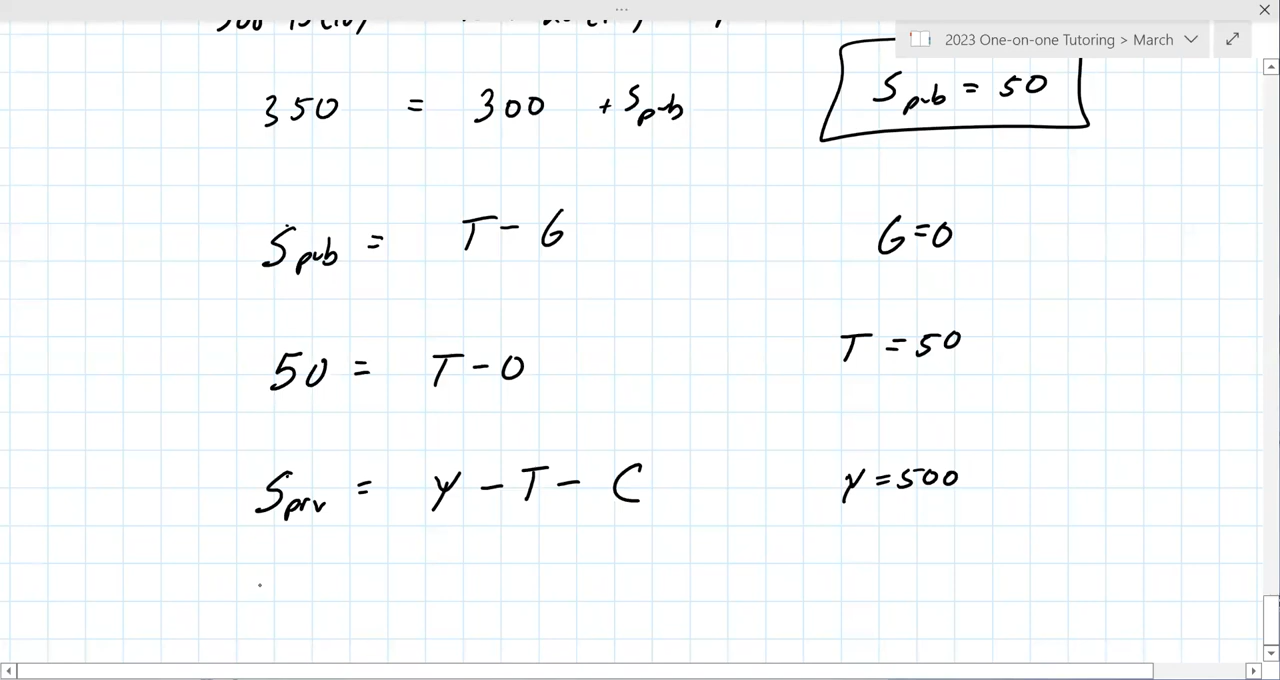 2023 One-on-one Tutoring > March
350 = 300 + Spub
Spub = 50
Spub = T - G
G=0
50 = T - 0
T = 50
Sprv = Y - T - C
Y = 500